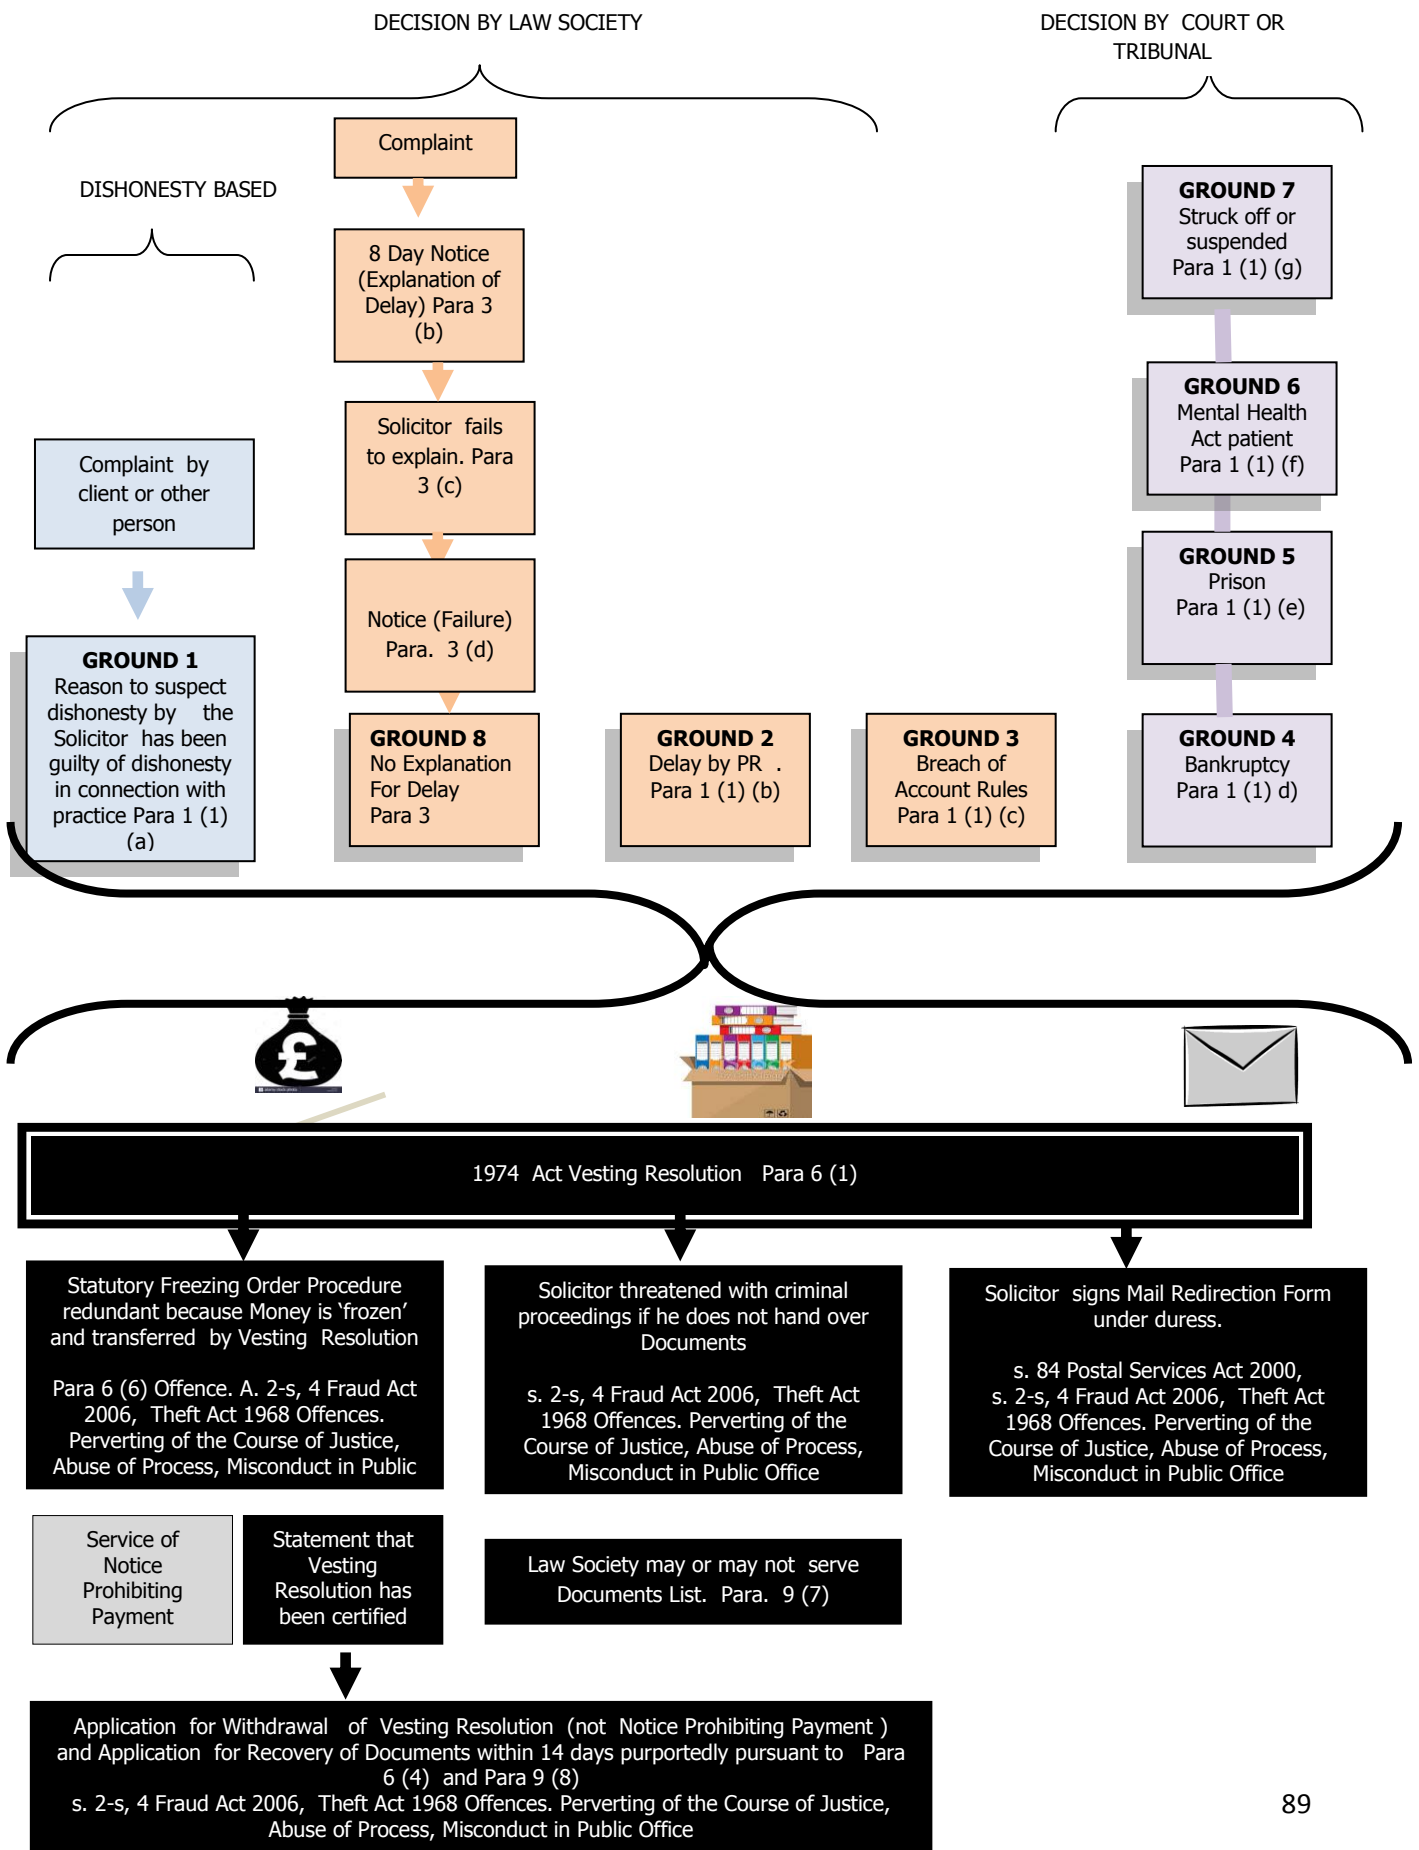 DECISION BY LAW SOCIETY
DECISION BY COURT OR
TRIBUNAL
DISHONESTY BASED
Complaint
8 Day Notice
(Explanation of
Delay) Para 3
(b)
Solicitor fails
to explain. Para
3 (c)
Notice (Failure)
Para. 3 (d)
Complaint by
client or other
person
GROUND 1
Reason to suspect
dishonesty by the
Solicitor has been
guilty of dishonesty
in connection with
practice Para 1 (1)
(a)
GROUND 8
No Explanation
For Delay
Para 3
GROUND 2
Delay by PR .
Para 1 (1) (b)
GROUND 3
Breach of
Account Rules
Para 1 (1) (c)
GROUND 7
Struck off or
suspended
Para 1 (1) (g)
GROUND 6
Mental Health
Act patient
Para 1 (1) (f)
GROUND 5
Prison
Para 1 (1) (e)
GROUND 4
Bankruptcy
Para 1 (1) d)
£
1974 Act Vesting Resolution Para 6 (1)
Statutory Freezing Order Procedure
redundant because Money is ‘frozen’
and transferred by Vesting Resolution
Para 6 (6) Offence. A. 2-s, 4 Fraud Act
2006, Theft Act 1968 Offences.
Perverting of the Course of Justice,
Abuse of Process, Misconduct in Public
Solicitor threatened with criminal
proceedings if he does not hand over
Documents
s. 2-s, 4 Fraud Act 2006, Theft Act
1968 Offences. Perverting of the
Course of Justice, Abuse of Process,
Misconduct in Public Office
Solicitor signs Mail Redirection Form
under duress.
s. 84 Postal Services Act 2000,
s. 2-s, 4 Fraud Act 2006, Theft Act
1968 Offences. Perverting of the
Course of Justice, Abuse of Process,
Misconduct in Public Office
Service of
Notice
Prohibiting
Payment
Statement that
Vesting
Resolution has
been certified
Law Society may or may not serve
Documents List. Para. 9 (7)
Application for Withdrawal of Vesting Resolution (not Notice Prohibiting Payment )
and Application for Recovery of Documents within 14 days purportedly pursuant to Para
6 (4) and Para 9 (8)
s. 2-s, 4 Fraud Act 2006, Theft Act 1968 Offences. Perverting of the Course of Justice,
Abuse of Process, Misconduct in Public Office
89